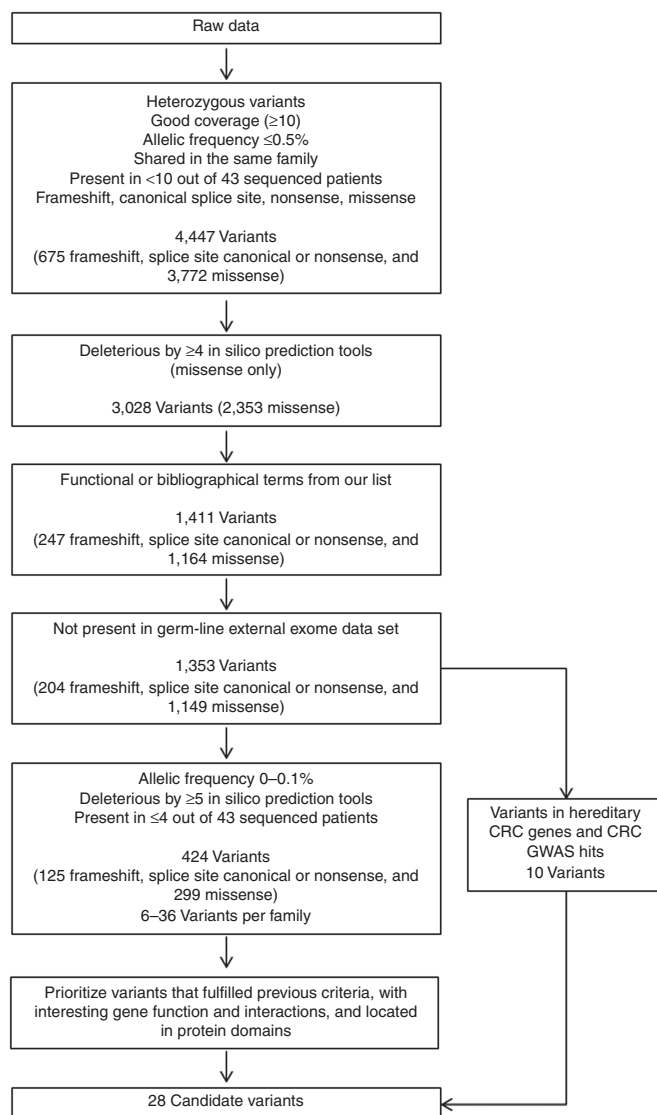 Raw data
Heterozygous variants
Good coverage (≥10)
Allelic frequency ≤0.5%
Shared in the same family
Present in <10 out of 43 sequenced patients
Frameshift, canonical splice site, nonsense, missense
4,447 Variants
(675 frameshift, splice site canonical or nonsense, and
3,772 missense)
Deleterious by ≥4 in silico prediction tools
(missense only)
3,028 Variants (2,353 missense)
Functional or bibliographical terms from our list
1,411 Variants
(247 frameshift, splice site canonical or nonsense, and
1,164 missense)
Not present in germ-line external exome data set
1,353 Variants
(204 frameshift, splice site canonical or nonsense, and
1,149 missense)
Allelic frequency 0–0.1%
Deleterious by ≥5 in silico prediction tools
Present in ≤4 out of 43 sequenced patients
424 Variants
(125 frameshift, splice site canonical or nonsense, and
299 missense)
6–36 Variants per family
Variants in hereditary
CRC genes and CRC
GWAS hits
10 Variants
Prioritize variants that fulfilled previous criteria, with
interesting gene function and interactions, and located
in protein domains
28 Candidate variants